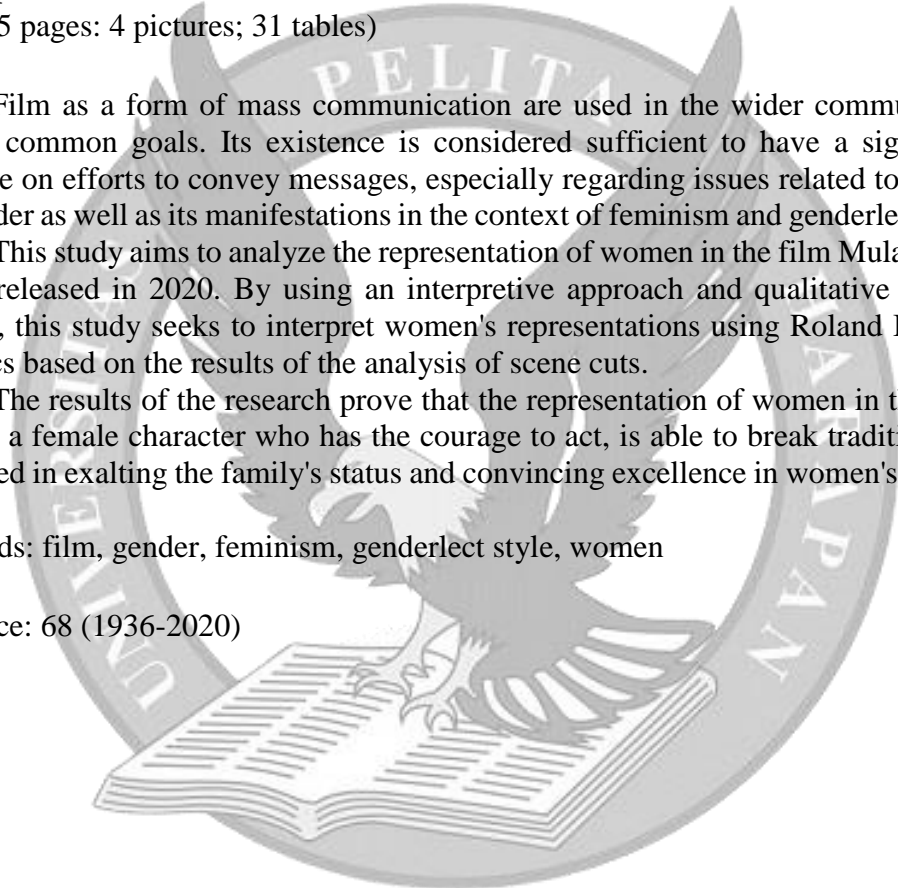 5 pages: 4 pictures; 31 tables)
Film as a form of mass communication are used in the wider commu
common goals. Its existence is considered sufficient to have a sig
e on efforts to convey messages, especially regarding issues related to
der as well as its manifestations in the context of feminism and genderle
This study aims to analyze the representation of women in the film Mula
released in 2020. By using an interpretive approach and qualitative
, this study seeks to interpret women's representations using Roland
s based on the results of the analysis of scene cuts.
The results of the research prove that the representation of women in t
a female character who has the courage to act, is able to break traditi
ed in exalting the family's status and convincing excellence in women's
ds: film, gender, feminism, genderlect style, women
ce: 68 (1936-2020)
UNIVERSITAS
PELITA
HARAPAN